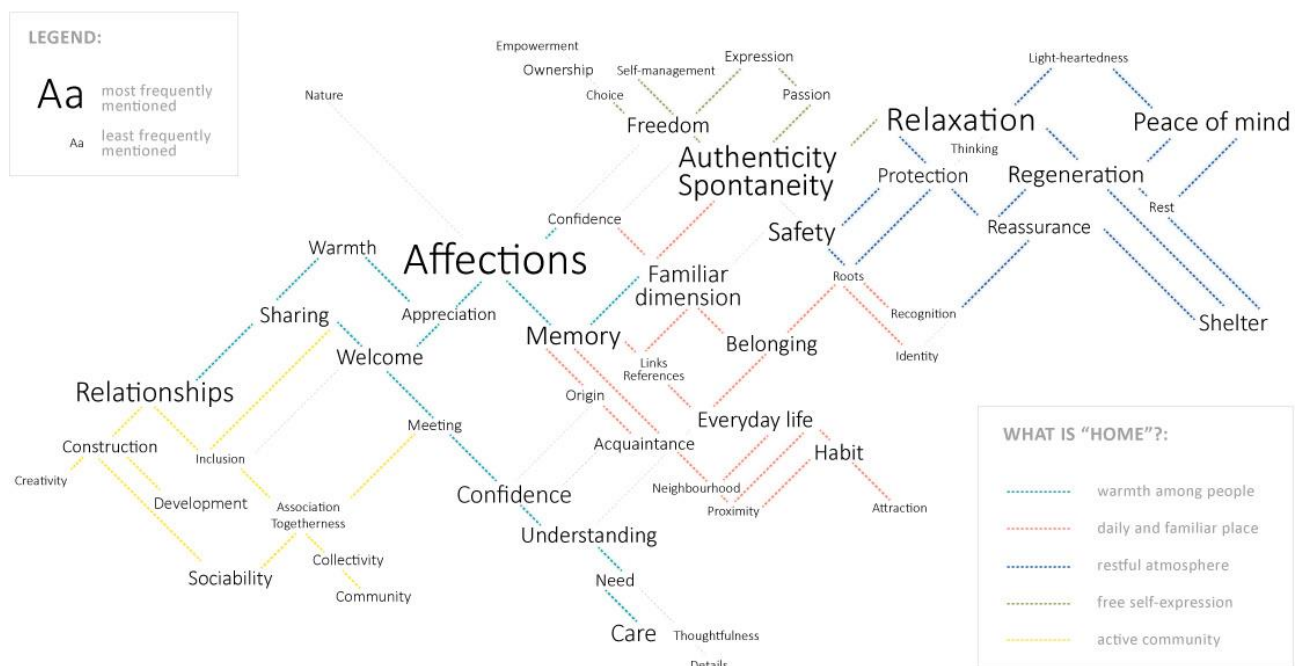 LEGEND:
Aa most frequently
mentioned
Aa least frequently
mentioned
Nature
Empowerment
Ownership
Choice
Self-management
Expression
Passion
Freedom
Authenticity
Spontaneity
Light-heartedness
Relaxation
Peace of mind
Thinking
Protection
Regeneration
Rest
Reassurance
Confidence
Safety
Warmth
Affections
Familiar
dimension
Roots
Recognition
Shelter
Sharing
Appreciation
Memory
Belonging
Identity
Welcome
Links
References
Relationships
Origin
Everyday life
Construction
Inclusion
Meeting
Acquaintance
Habit
Creativity
Development
Association
Togetherness
Confidence
Neighbourhood
Proximity
Attraction
Understanding
Sociability
Collectivity
Community
Need
Care
Thoughtfulness
Details
WHAT IS “HOME”?:
warmth among people
daily and familiar place
restful atmosphere
free self-expression
active community